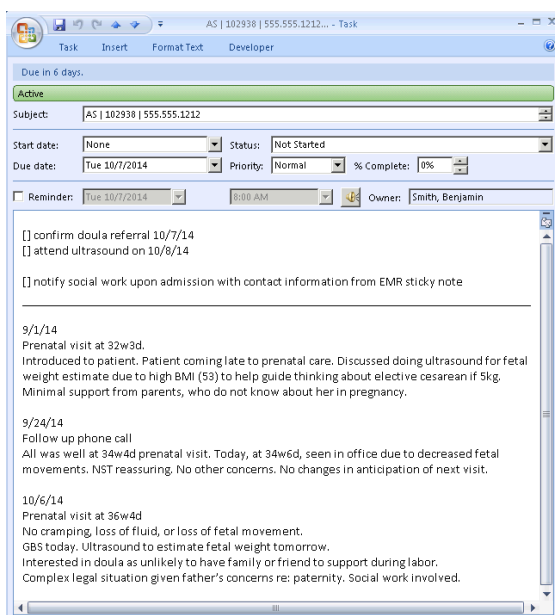 AS | 102938 | 555.555.1212... - Task
Task Insert Format Text Developer
Due in 6 days.
Active
Subject: AS | 102938 | 555.555.1212
Start date: None Status: Not Started
Due date: Tue 10/7/2014 Priority: Normal % Complete: 0%
Reminder: Tue 10/7/2014 8:00 AM Owner: Smith, Benjamin
[] confirm doula referral 10/7/14
[] attend ultrasound on 10/8/14
[] notify social work upon admission with contact information from EMR sticky note
9/1/14
Prenatal visit at 32w3d.
Introduced to patient. Patient coming late to prenatal care. Discussed doing ultrasound for fetal
weight estimate due to high BMI (53) to help guide thinking about elective cesarean if 5kg.
Minimal support from parents, who do not know about her in pregnancy.
9/24/14
Follow up phone call
All was well at 34w4d prenatal visit. Today, at 34w6d, seen in office due to decreased fetal
movements. NST reassuring. No other concerns. No changes in anticipation of next visit.
10/6/14
Prenatal visit at 36w4d
No cramping, loss of fluid, or loss of fetal movement.
GBS today. Ultrasound to estimate fetal weight tomorrow.
Interested in doula as unlikely to have family or friend to support during labor.
Complex legal situation given father's concerns re: paternity. Social work involved.